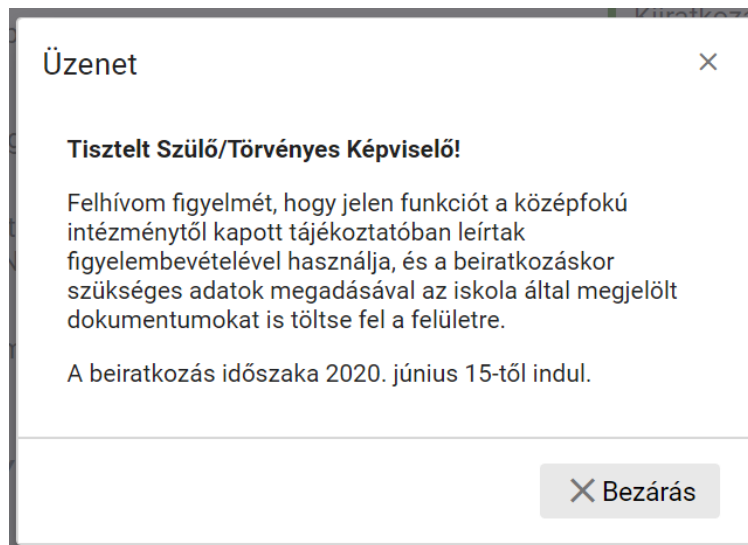 Üzenet
Tisztelt Szülő/Törvényes Képviselő!
Felhívom figyelmét, hogy jelen funkciót a középfokú
intézménytől kapott tájékoztatóban leírtak
figyelembevételével használja, és a beiratkozáskor
szükséges adatok megadásával az iskola által megjelölt
dokumentumokat is töltse fel a felületre.
A beiratkozás időszaka 2020. június 15-től indul.
Bezárás